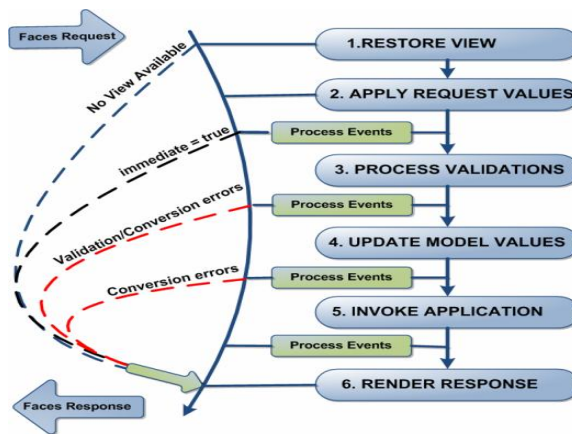 Faces Request
1.RESTORE VIEW
No View Available
2. APPLY REQUEST VALUES
immediate = true
Process Events
3. PROCESS VALIDATIONS
Validation/Conversion errors
Process Events
4. UPDATE MODEL VALUES
Conversion errors
Process Events
5. INVOKE APPLICATION
Process Events
6. RENDER RESPONSE
Faces Response